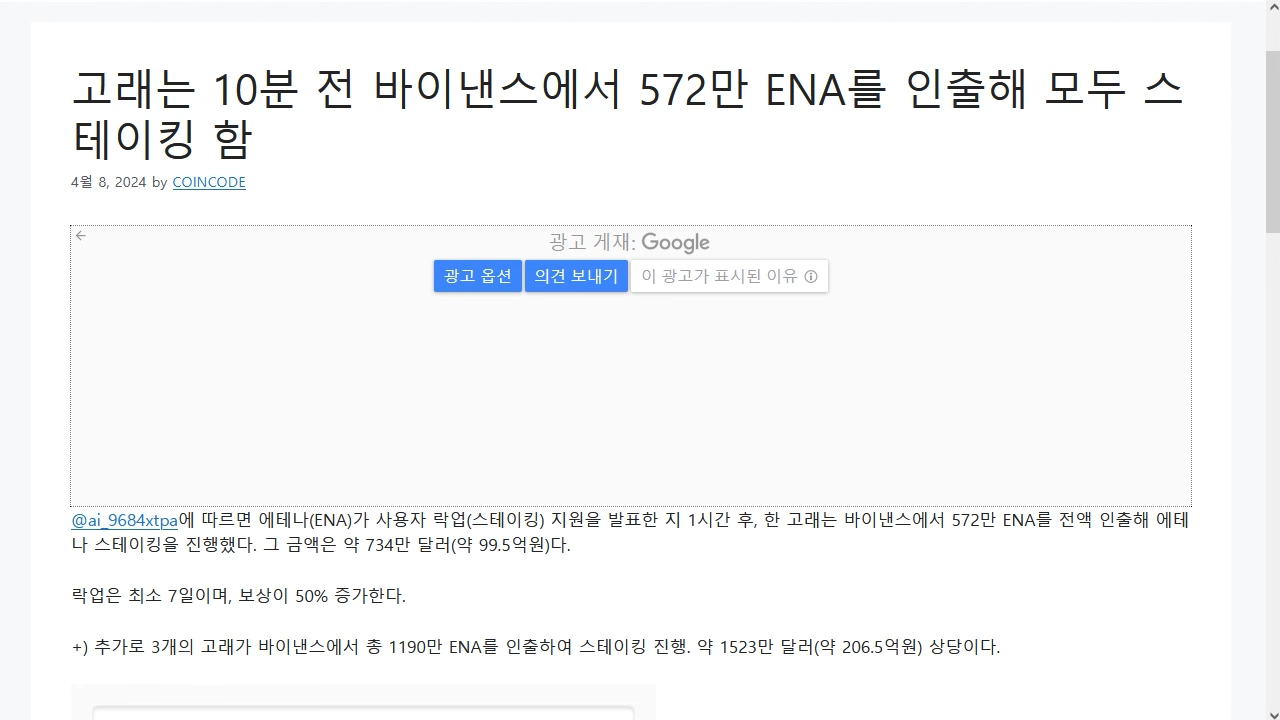 고래는 10분 전 바이낸스에서 572만 ENA를 인출해 모두 스
테이킹 함
4월 8, 2024 by COINCODE
광고 게재: Google
광고 옵션 의견 보내기 이 광고가 표시된 이유
@ai_9684xtpa에 따르면 에테나(ENA)가 사용자 락업(스테이킹) 지원을 발표한 지 1시간 후, 한 고래는 바이낸스에서 572만 ENA를 전액 인출해 에테
나 스테이킹을 진행했다. 그 금액은 약 734만 달러(약 99.5억원)다.
락업은 최소 7일이며, 보상이 50% 증가한다.
+) 추가로 3개의 고래가 바이낸스에서 총 1190만 ENA를 인출하여 스테이킹 진행. 약 1523만 달러(약 206.5억원) 상당이다.